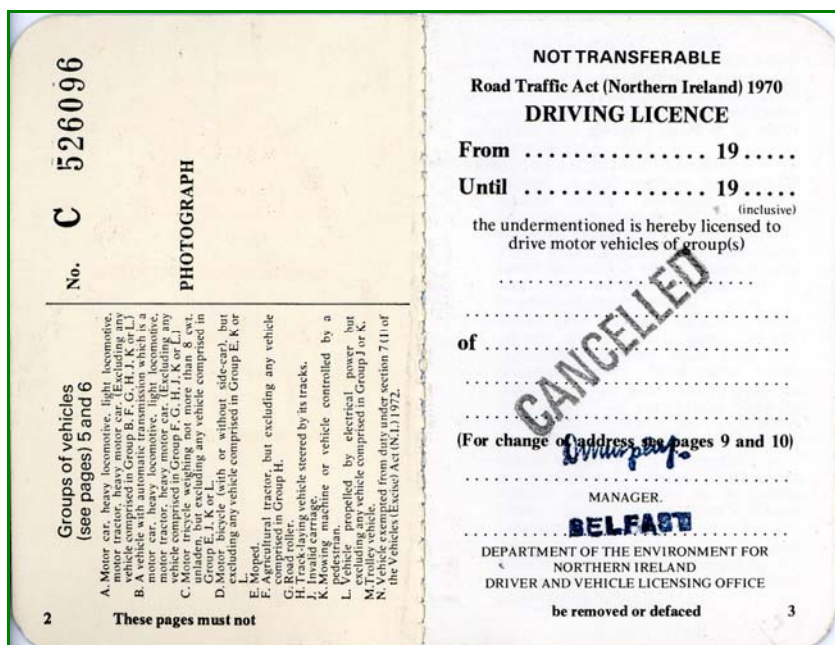 No. C 526096
PHOTOGRAPH
Groups of vehicles
(see pages) 5 and 6
A. Motor car, heavy locomotive, light locomotive,
motor tractor, heavy motor car. (Excluding any
vehicle comprised in Group B, F, G, H, J, K or L.)
B. A vehicle with automatic transmission which is a
motor car, heavy locomotive, light locomotive,
motor tractor, heavy motor car. (Excluding any
vehicle comprised in Group F, G, H, J, K or L.)
C. Motor tricycle weighing not more than 8 cwt.
unladen, but excluding any vehicle comprised in
Group E, J, K or L.
D. Motor bicycle (with or without side-car), but
excluding any vehicle comprised in Group E, K or
L.
E. Moped.
F. Agricultural tractor, but excluding any vehicle
comprised in Group H.
G. Road roller.
H. Track-laying vehicle steered by its tracks.
J. Invalid carriage.
K. Mowing machine or vehicle controlled by a
pedestrian.
L. Vehicle propelled by electrical power but
excluding any vehicle comprised in Group J or K.
M. Trolley vehicle.
N. Vehicle exempted from duty under section 7 (1) of
the Vehicles (Excise) Act (N.I.) 1972.
2 These pages must not
NOT TRANSFERABLE
Road Traffic Act (Northern Ireland) 1970
DRIVING LICENCE
From ................ 19 .....
Until ................ 19 .....
(inclusive)
the undermentioned is hereby licensed to
drive motor vehicles of group(s)
CANCELLED
of
(For change of address see pages 9 and 10)
MANAGER.
BELFAST
DEPARTMENT OF THE ENVIRONMENT FOR
NORTHERN IRELAND
DRIVER AND VEHICLE LICENSING OFFICE
be removed or defaced 3